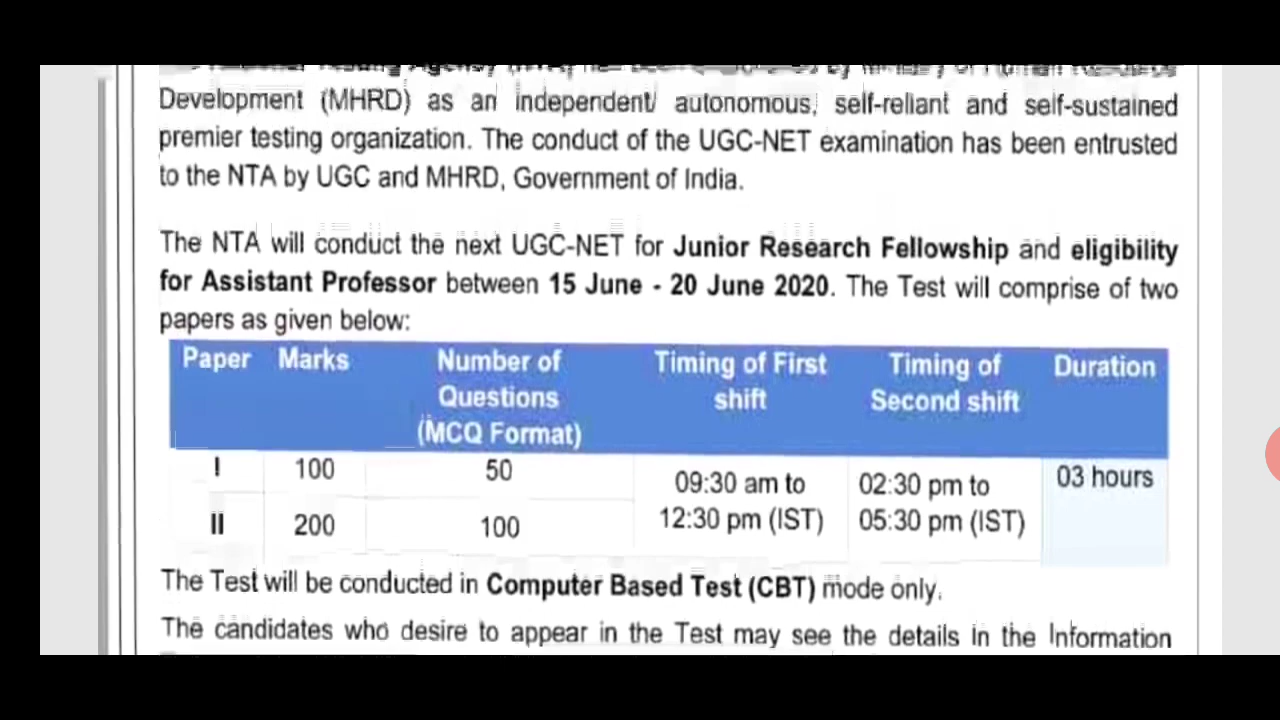 Development (MHRD) as an independent/ autonomous, self-reliant and self-sustained
premier testing organization. The conduct of the UGC-NET examination has been entrusted
to the NTA by UGC and MHRD, Government of India.
The NTA will conduct the next UGC-NET for Junior Research Fellowship and eligibility
for Assistant Professor between 15 June - 20 June 2020. The Test will comprise of two
papers as given below:
Paper Marks Number of Questions (MCQ Format) Timing of First shift Timing of Second shift Duration
I 100 50 09:30 am to 12:30 pm (IST) 02:30 pm to 05:30 pm (IST) 03 hours
II 200 100
The Test will be conducted in Computer Based Test (CBT) mode only.
The candidates who desire to appear in the Test may see the details in the Information